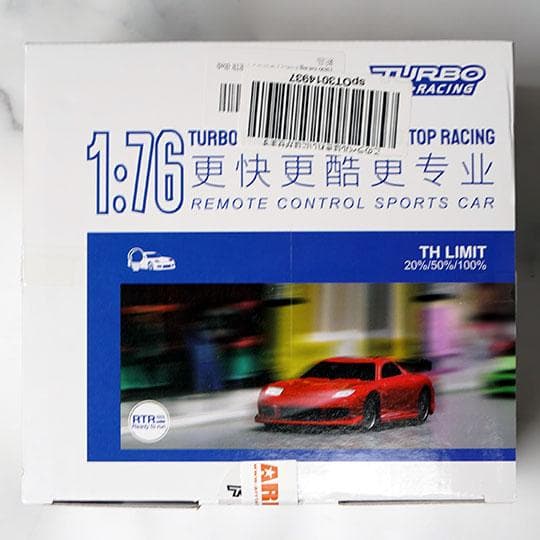 spOT3014937
TURBO
RACING
1:76
TURBO
TOP RACING
更快更酷更专业
REMOTE CONTROL SPORTS CAR
TH LIMIT
20%/50%/100%
RTR
Ready to run